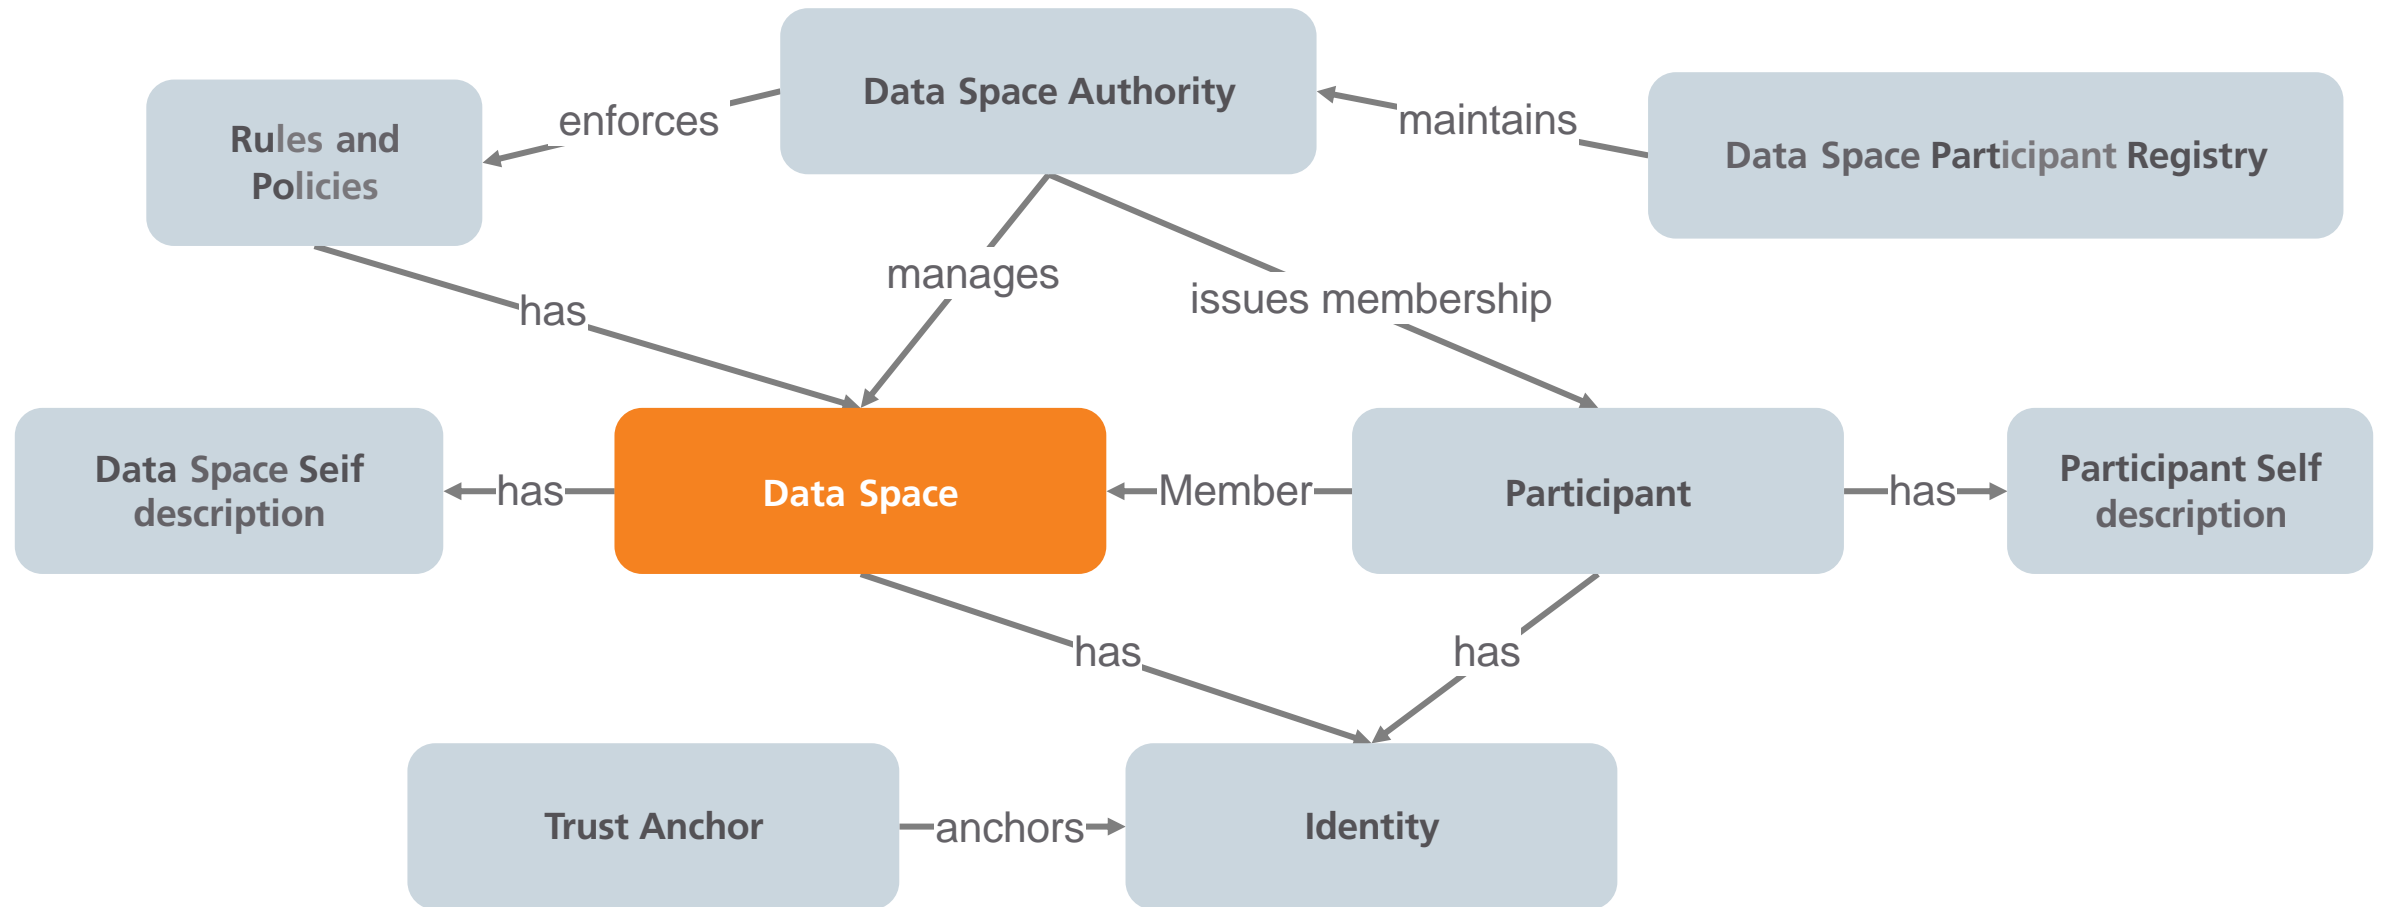 Data Space Authority
enforces
maintains
Rules and
Policies
Data Space Participant Registry
manages
issues membership
has
Data Space Seif
description
has
Data Space
Member
Participant
has
Participant Self
description
has
has
Trust Anchor
anchors
Identity